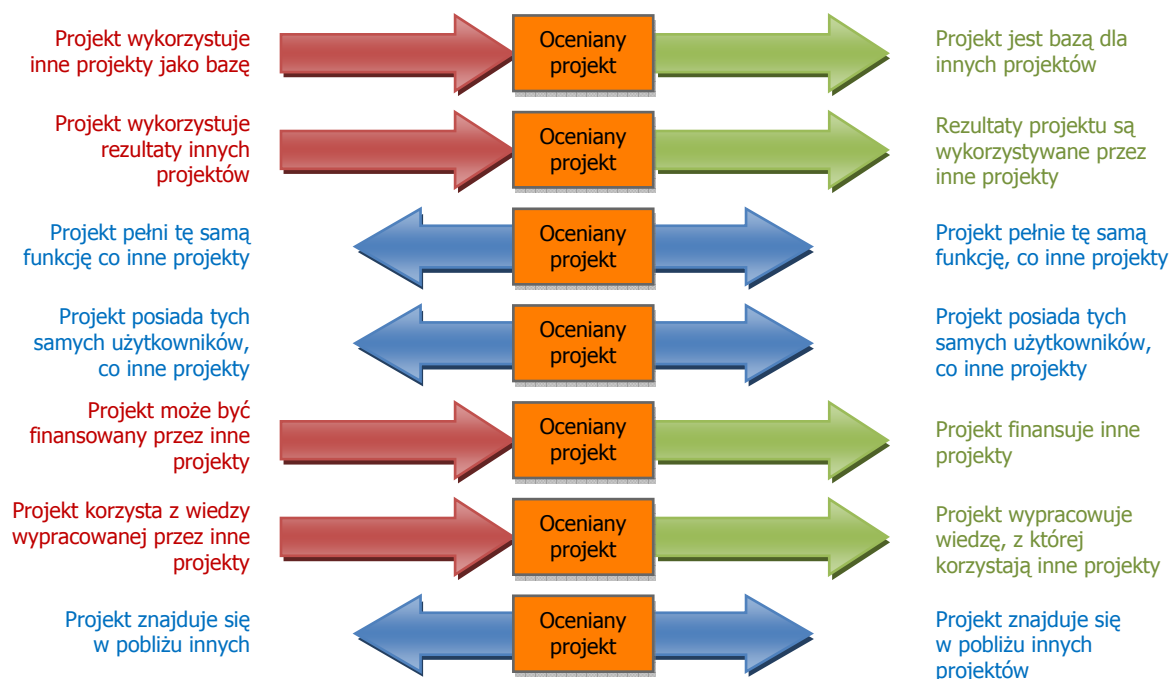 Projekt wykorzystuje
inne projekty jako bazę
Oceniany
projekt
Projekt jest bazą dla
innych projektów
Projekt wykorzystuje
rezultaty innych
projektów
Oceniany
projekt
Rezultaty projektu są
wykorzystywane przez
inne projekty
Projekt pełni tę samą
funkcję co inne projekty
Oceniany
projekt
Projekt pełnie tę samą
funkcję, co inne projekty
Projekt posiada tych
samych użytkowników,
co inne projekty
Oceniany
projekt
Projekt posiada tych
samych użytkowników,
co inne projekty
Projekt może być
finansowany przez inne
projekty
Oceniany
projekt
Projekt finansuje inne
projekty
Projekt korzysta z wiedzy
wypracowanej przez inne
projekty
Oceniany
projekt
Projekt wypracowuje
wiedzę, z której
korzystają inne projekty
Projekt znajduje się
w pobliżu innych
Oceniany
projekt
Projekt znajduje się
w pobliżu innych
projektów